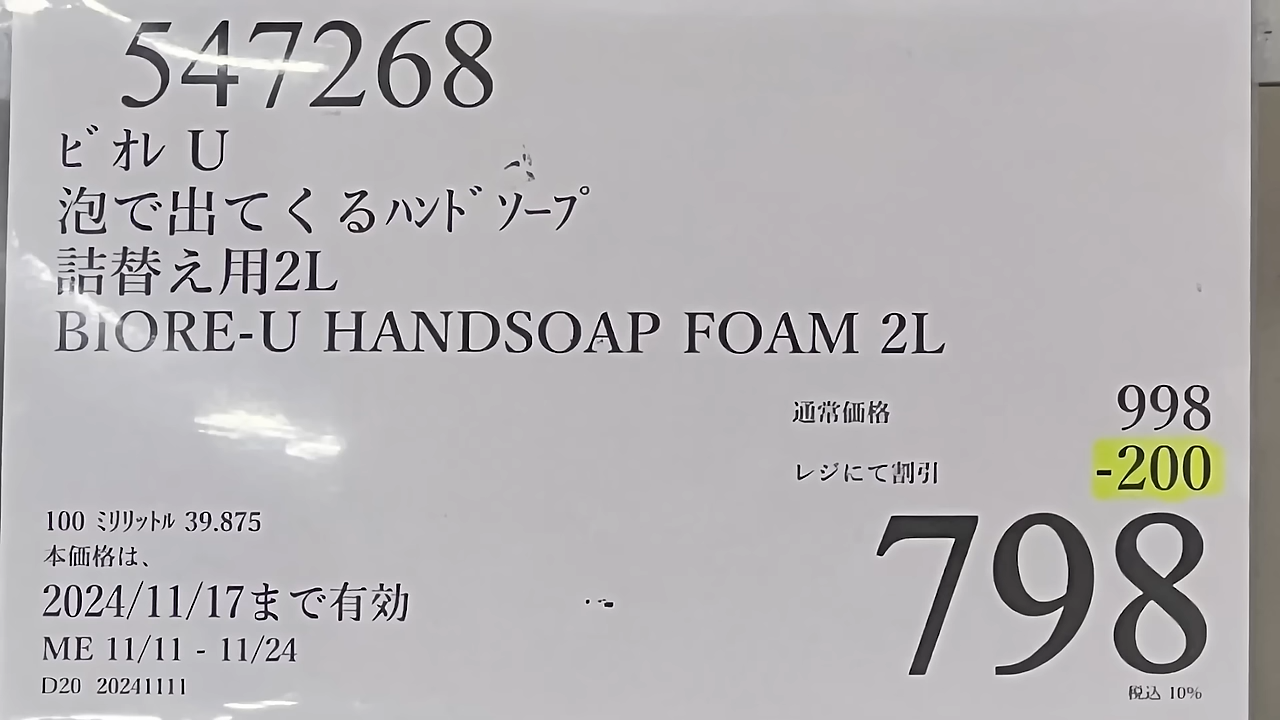 547268
ﾋﾞｵﾚ U
泡で出てくるﾊﾝﾄﾞｿｰﾌﾟ
詰替え用2L
BIORE-U HANDSOAP FOAM 2L
通常価格 998
レジにて割引 -200
798
税込 10%
100 ﾐﾘﾘｯﾄﾙ 39.875
本価格は、
2024/11/17まで有効
ME 11/11 - 11/24
D20 20241111